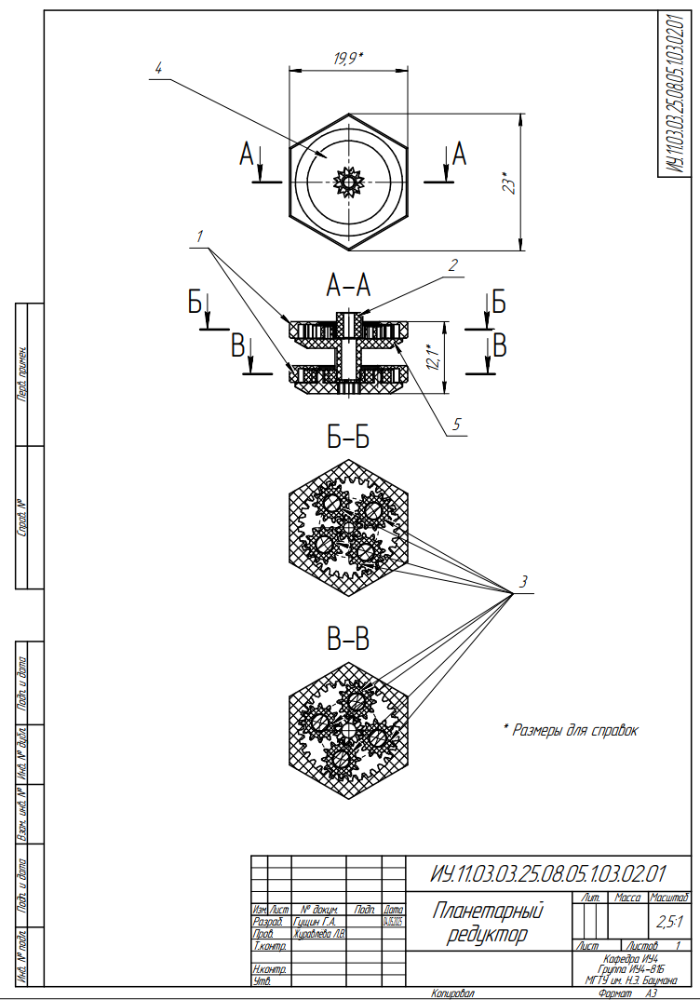 ИУ.11.03.03.25.08.05.1.03.02.01
19,9*
4
А
А
23*
1
А-А
2
Б
Б
В
В
12,1*
5
Б-Б
3
В-В
* Размеры для справок
Перв. примен.
Справ. №
Подп. и дата
Инв. № дубл.
Взам. инв. №
Подп. и дата
Инв. № подл.
ИУ.11.03.03.25.08.05.1.03.02.01
Изм. Лист № докум. Подп. Дата
Разраб. Гущин Г.А.
Пров. Журавлёва Л.В.
Т.контр.
Н.контр.
Утв.
Планетарный
редуктор
Лит. Масса Масштаб
2,5:1
Лист Листов 1
Кафедра ИУ4
Группа ИУ4-81Б
МГТУ им. Н.Э. Баумана
Копировал Формат А3